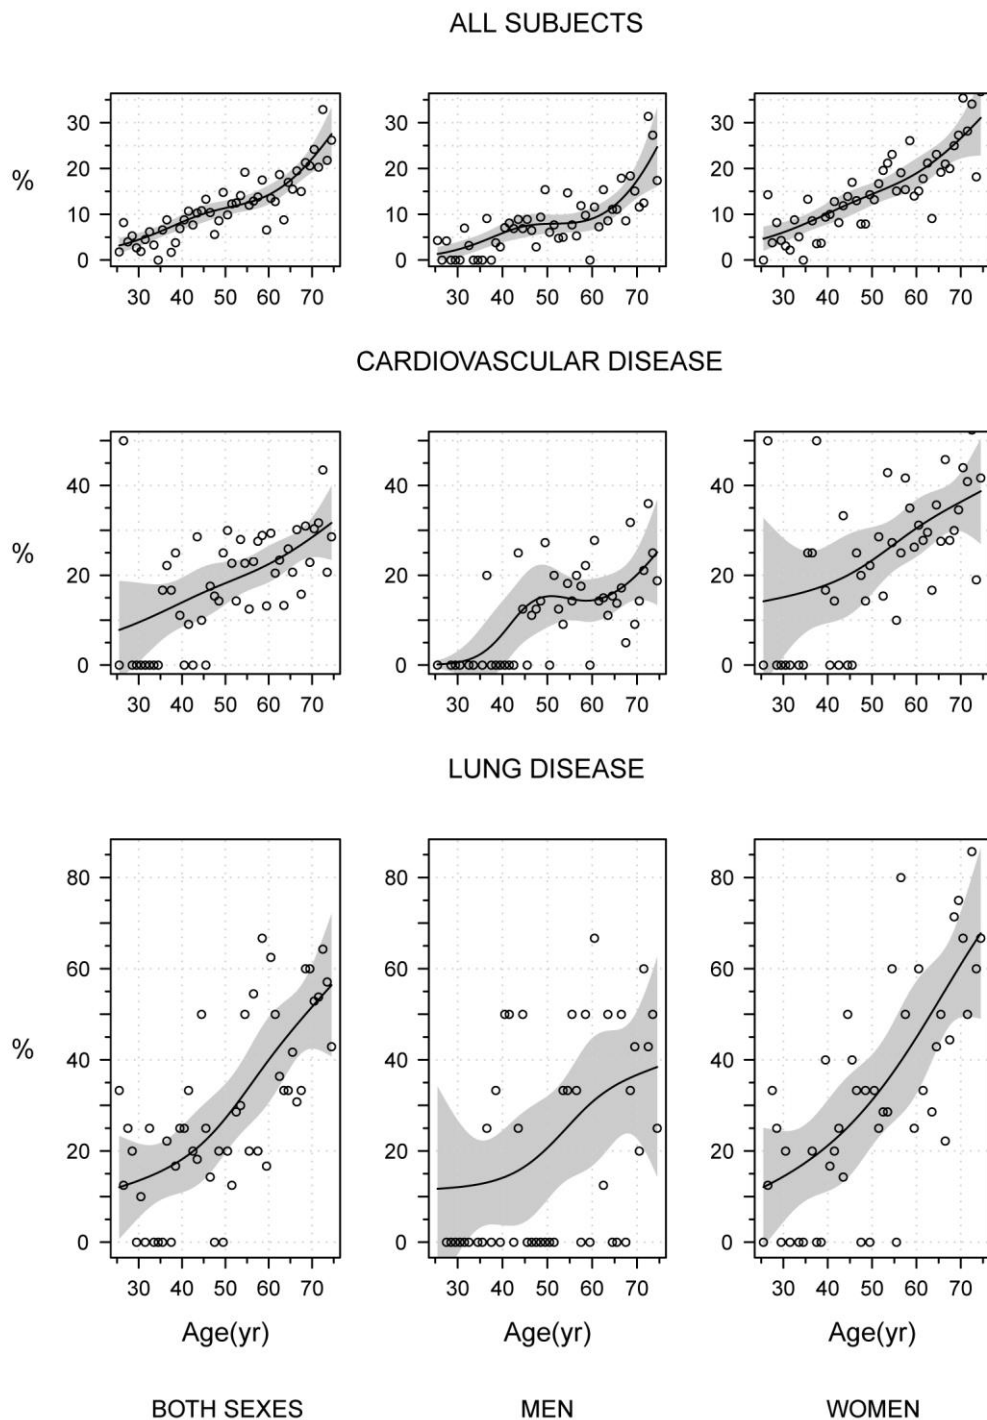 ALL SUBJECTS
%
30
20
10
0
30 40 50 60 70
30
20
10
0
30 40 50 60 70
30
20
10
0
30 40 50 60 70
CARDIOVASCULAR DISEASE
%
40
20
0
30 40 50 60 70
40
20
0
30 40 50 60 70
40
20
0
30 40 50 60 70
LUNG DISEASE
%
80
60
40
20
0
30 40 50 60 70
80
60
40
20
0
30 40 50 60 70
80
60
40
20
0
30 40 50 60 70
Age(yr) Age(yr) Age(yr)
BOTH SEXES MEN WOMEN